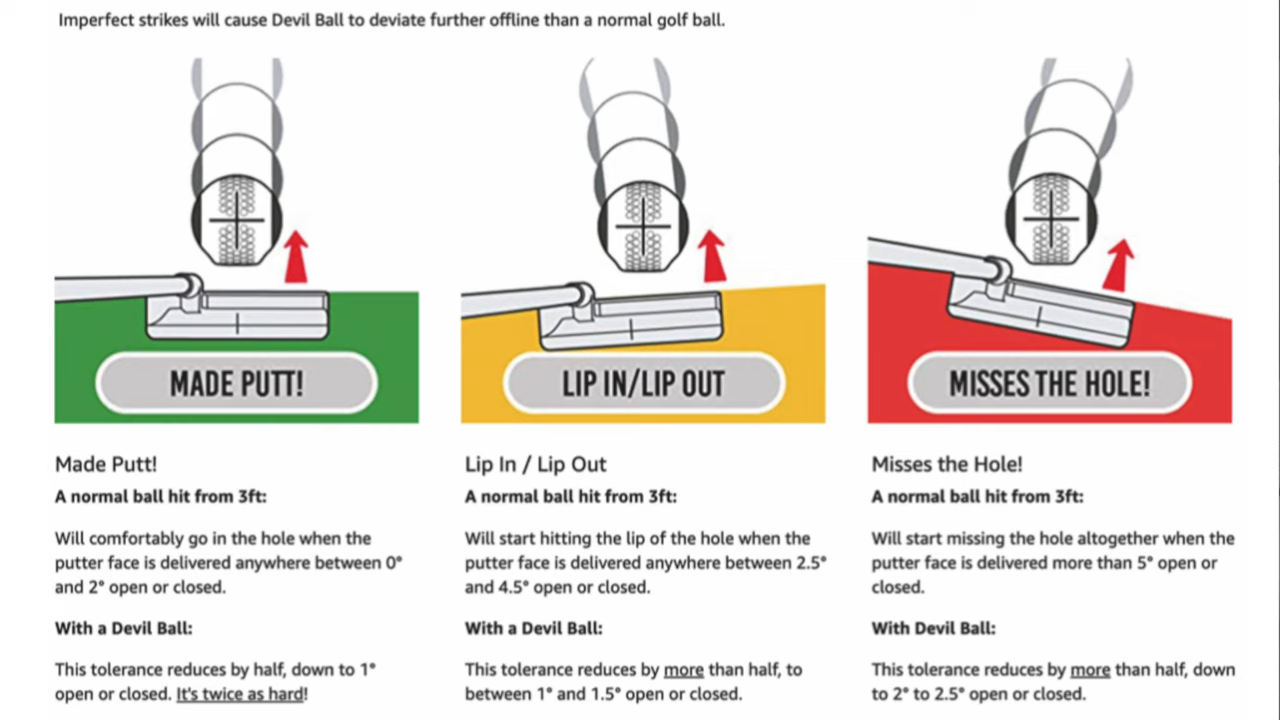 Imperfect strikes will cause Devil Ball to deviate further offline than a normal golf ball.
MADE PUTT!
LIP IN/LIP OUT
MISSES THE HOLE!
Made Putt!
A normal ball hit from 3ft:
Will comfortably go in the hole when the
putter face is delivered anywhere between 0°
and 2° open or closed.
With a Devil Ball:
This tolerance reduces by half, down to 1°
open or closed. It's twice as hard!
Lip In / Lip Out
A normal ball hit from 3ft:
Will start hitting the lip of the hole when the
putter face is delivered anywhere between 2.5°
and 4.5° open or closed.
With a Devil Ball:
This tolerance reduces by more than half, to
between 1° and 1.5° open or closed.
Misses the Hole!
A normal ball hit from 3ft:
Will start missing the hole altogether when the
putter face is delivered more than 5° open or
closed.
With Devil Ball:
This tolerance reduces by more than half, down
to 2° to 2.5° open or closed.